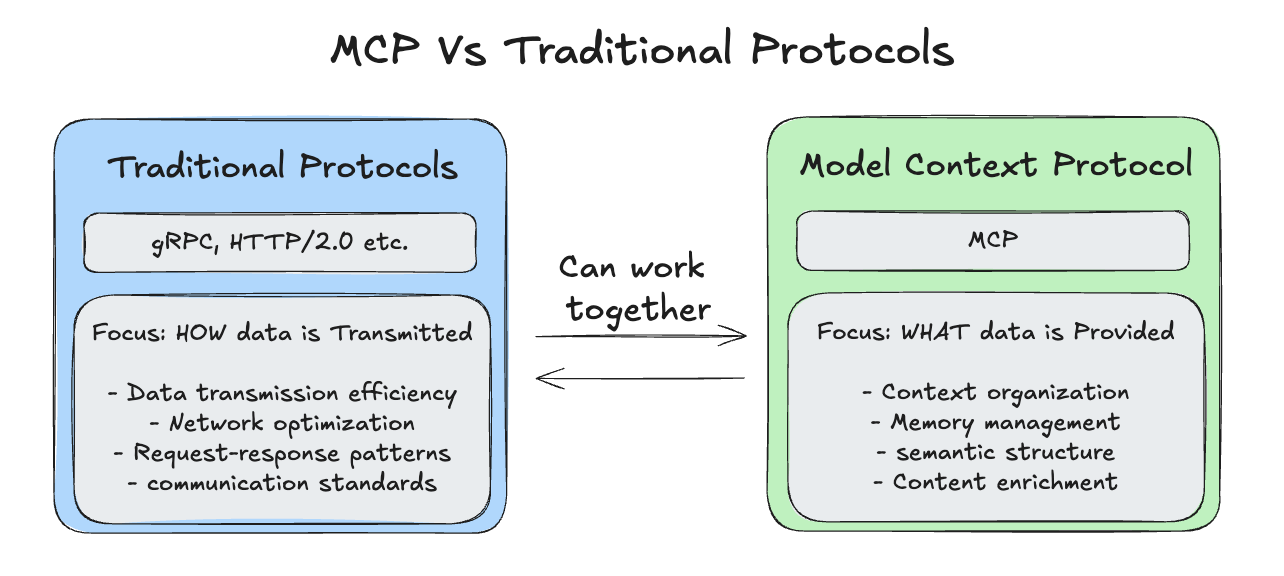 MCP Vs Traditional Protocols
Traditional Protocols
gRPC, HTTP/2.0 etc.
Focus: HOW data is Transmitted
- Data transmission efficiency
- Network optimization
- Request-response patterns
- communication standards
Can work
together
Model Context Protocol
MCP
Focus: WHAT data is Provided
- Context organization
- Memory management
- semantic structure
- Content enrichment